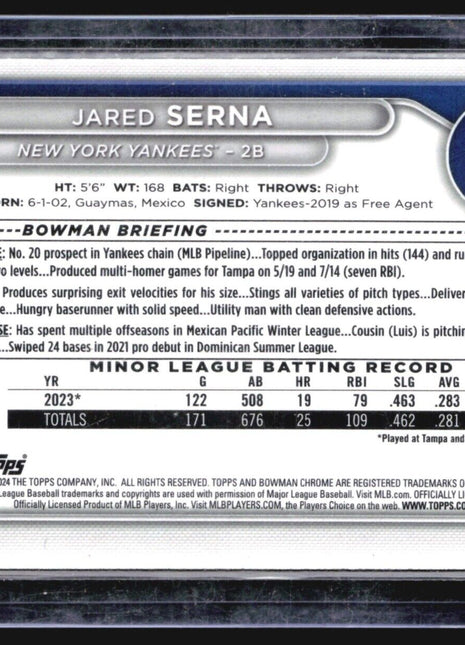 JARED SERNA
NEW YORK YANKEES - 2B
HT: 5'6" WT: 168 BATS: Right THROWS: Right
RN: 6-1-02, Guaymas, Mexico SIGNED: Yankees-2019 as Free Agent
BOWMAN BRIEFING
E: No. 20 prospect in Yankees chain (MLB Pipeline)...Topped organization in hits (144) and ru
o levels...Produced multi-homer games for Tampa on 5/19 and 7/14 (seven RBI).
Produces surprising exit velocities for his size...Stings all varieties of pitch types...Deliver
e...Hungry baserunner with solid speed...Utility man with clean defensive actions.
SE: Has spent multiple offseasons in Mexican Pacific Winter League...Cousin (Luis) is pitchin
...Swiped 24 bases in 2021 pro debut in Dominican Summer League.
MINOR LEAGUE BATTING RECORD
YR G AB HR RBI SLG AVG
2023* 122 508 19 79 .463 .283
TOTALS 171 676 25 109 .462 .281
*Played at Tampa and
PPS
024 THE TOPPS COMPANY, INC. ALL RIGHTS RESERVED. TOPPS AND BOWMAN CHROME ARE REGISTERED TRADEMARKS O
League Baseball trademarks and copyrights are used with permission of Major League Baseball. Visit MLB.com. OFFICIALLY LI
Officially Licensed Product of MLB Players, Inc. Visit MLBPLAYERS.COM, the Players Choice on the web. WWW.TOPPS.CO